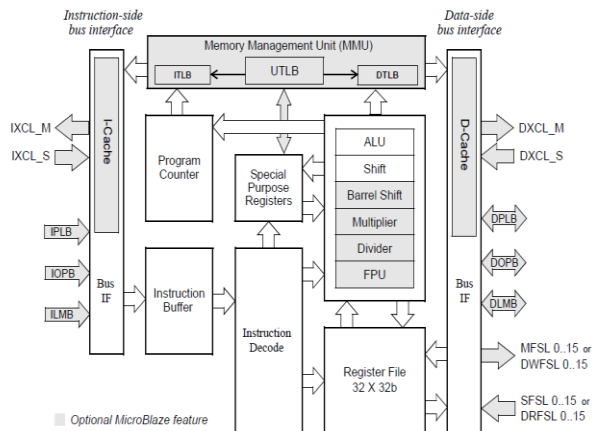 Instruction-side
bus interface
Data-side
bus interface
Memory Management Unit (MMU)
ITLB
UTLB
DTLB
I-Cache
D-Cache
IXCL_M
IXCL_S
DXCL_M
DXCL_S
Program
Counter
Special
Purpose
Registers
ALU
Shift
Barrel Shift
Multiplier
Divider
FPU
IPLB
IOPB
ILMB
Bus
IF
Instruction
Buffer
Instruction
Decode
Register File
32 X 32b
Bus
IF
DPLB
DOPB
DLMB
MFSL 0..15 or
DWFSL 0..15
SFSL 0..15 or
DRFSL 0..15
Optional MicroBlaze feature